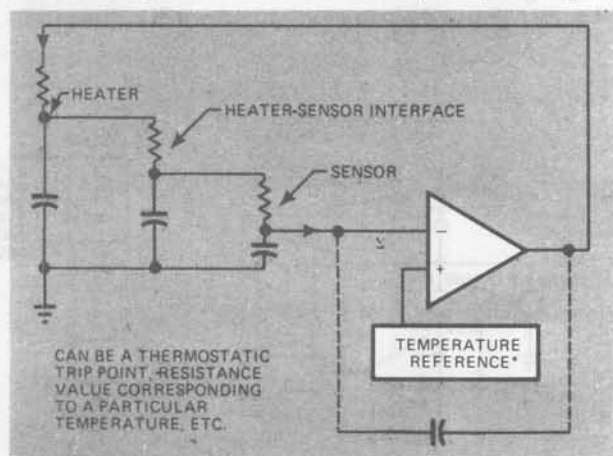 HEATER
HEATER-SENSOR INTERFACE
SENSOR
−
+
TEMPERATURE
REFERENCE*
CAN BE A THERMOSTATIC
TRIP POINT, RESISTANCE
VALUE CORRESPONDING
TO A PARTICULAR
TEMPERATURE, ETC.